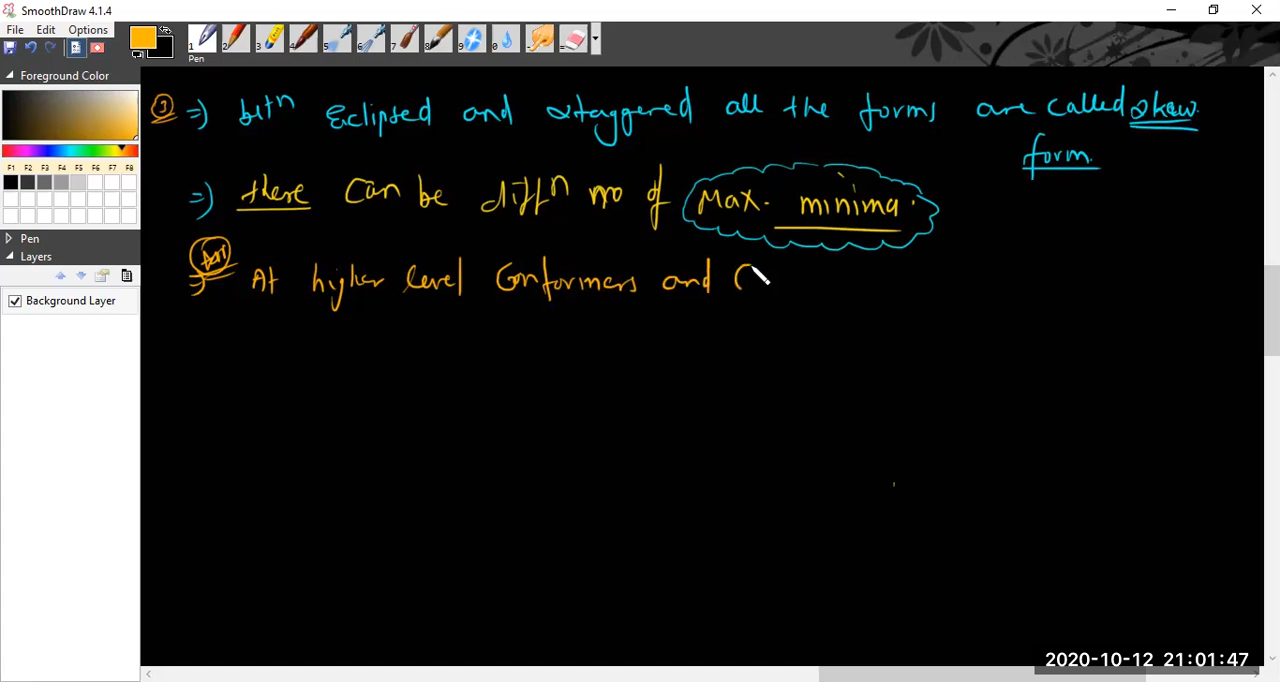 SmoothDraw 4.1.4
File Edit Options
Pen
Foreground Color
F1 F2 F3 F4 F5 F6 F7 F8
Pen
Layers
Background Layer
③ => betⁿ Eclipsed and staggered all the forms are called skew
form.
=> there can be diffⁿ no of Max. minima.
=> At higher level Conformers and C
2020-10-12 21:01:47